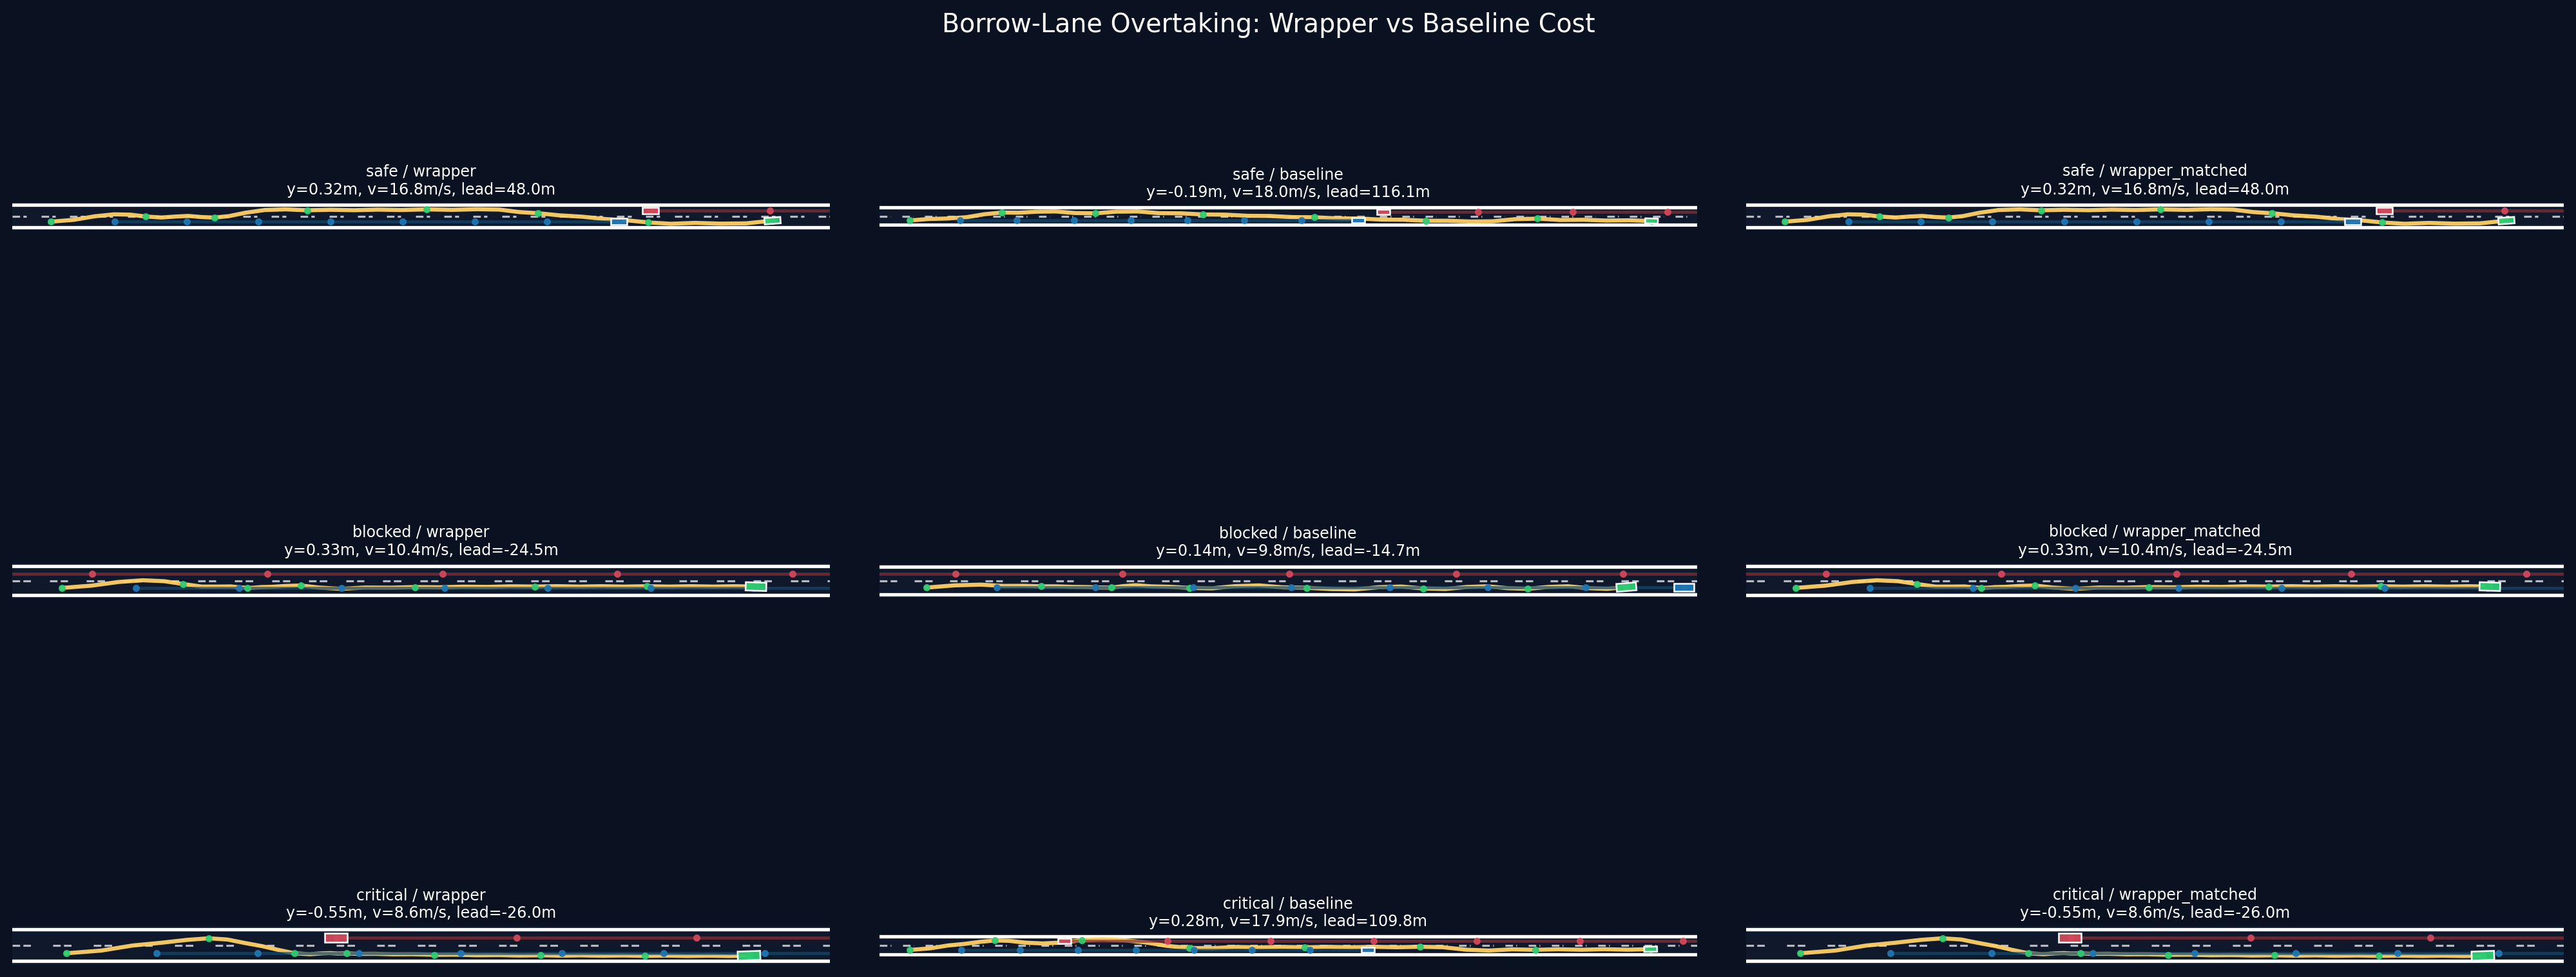 Borrow-Lane Overtaking: Wrapper vs Baseline Cost
safe / wrapper
y=0.32m, v=16.8m/s, lead=48.0m
safe / baseline
y=-0.19m, v=18.0m/s, lead=116.1m
safe / wrapper_matched
y=0.32m, v=16.8m/s, lead=48.0m
blocked / wrapper
y=0.33m, v=10.4m/s, lead=-24.5m
blocked / baseline
y=0.14m, v=9.8m/s, lead=-14.7m
blocked / wrapper_matched
y=0.33m, v=10.4m/s, lead=-24.5m
critical / wrapper
y=-0.55m, v=8.6m/s, lead=-26.0m
critical / baseline
y=0.28m, v=17.9m/s, lead=109.8m
critical / wrapper_matched
y=-0.55m, v=8.6m/s, lead=-26.0m